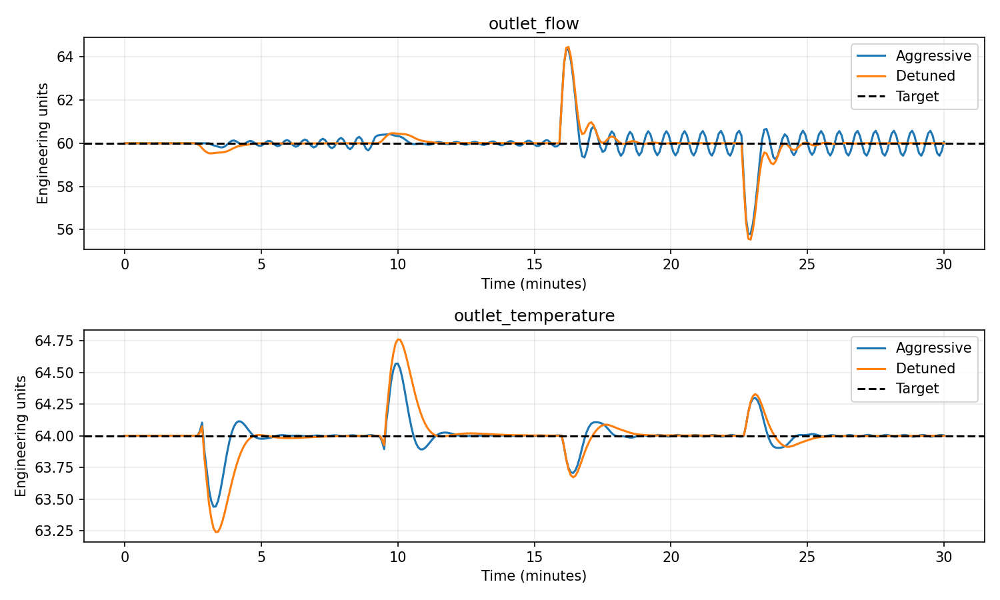 outlet_flow
Engineering units
64
62
60
58
56
Aggressive
Detuned
Target
0 5 10 15 20 25 30
Time (minutes)
outlet_temperature
Engineering units
64.75
64.50
64.25
64.00
63.75
63.50
63.25
Aggressive
Detuned
Target
0 5 10 15 20 25 30
Time (minutes)